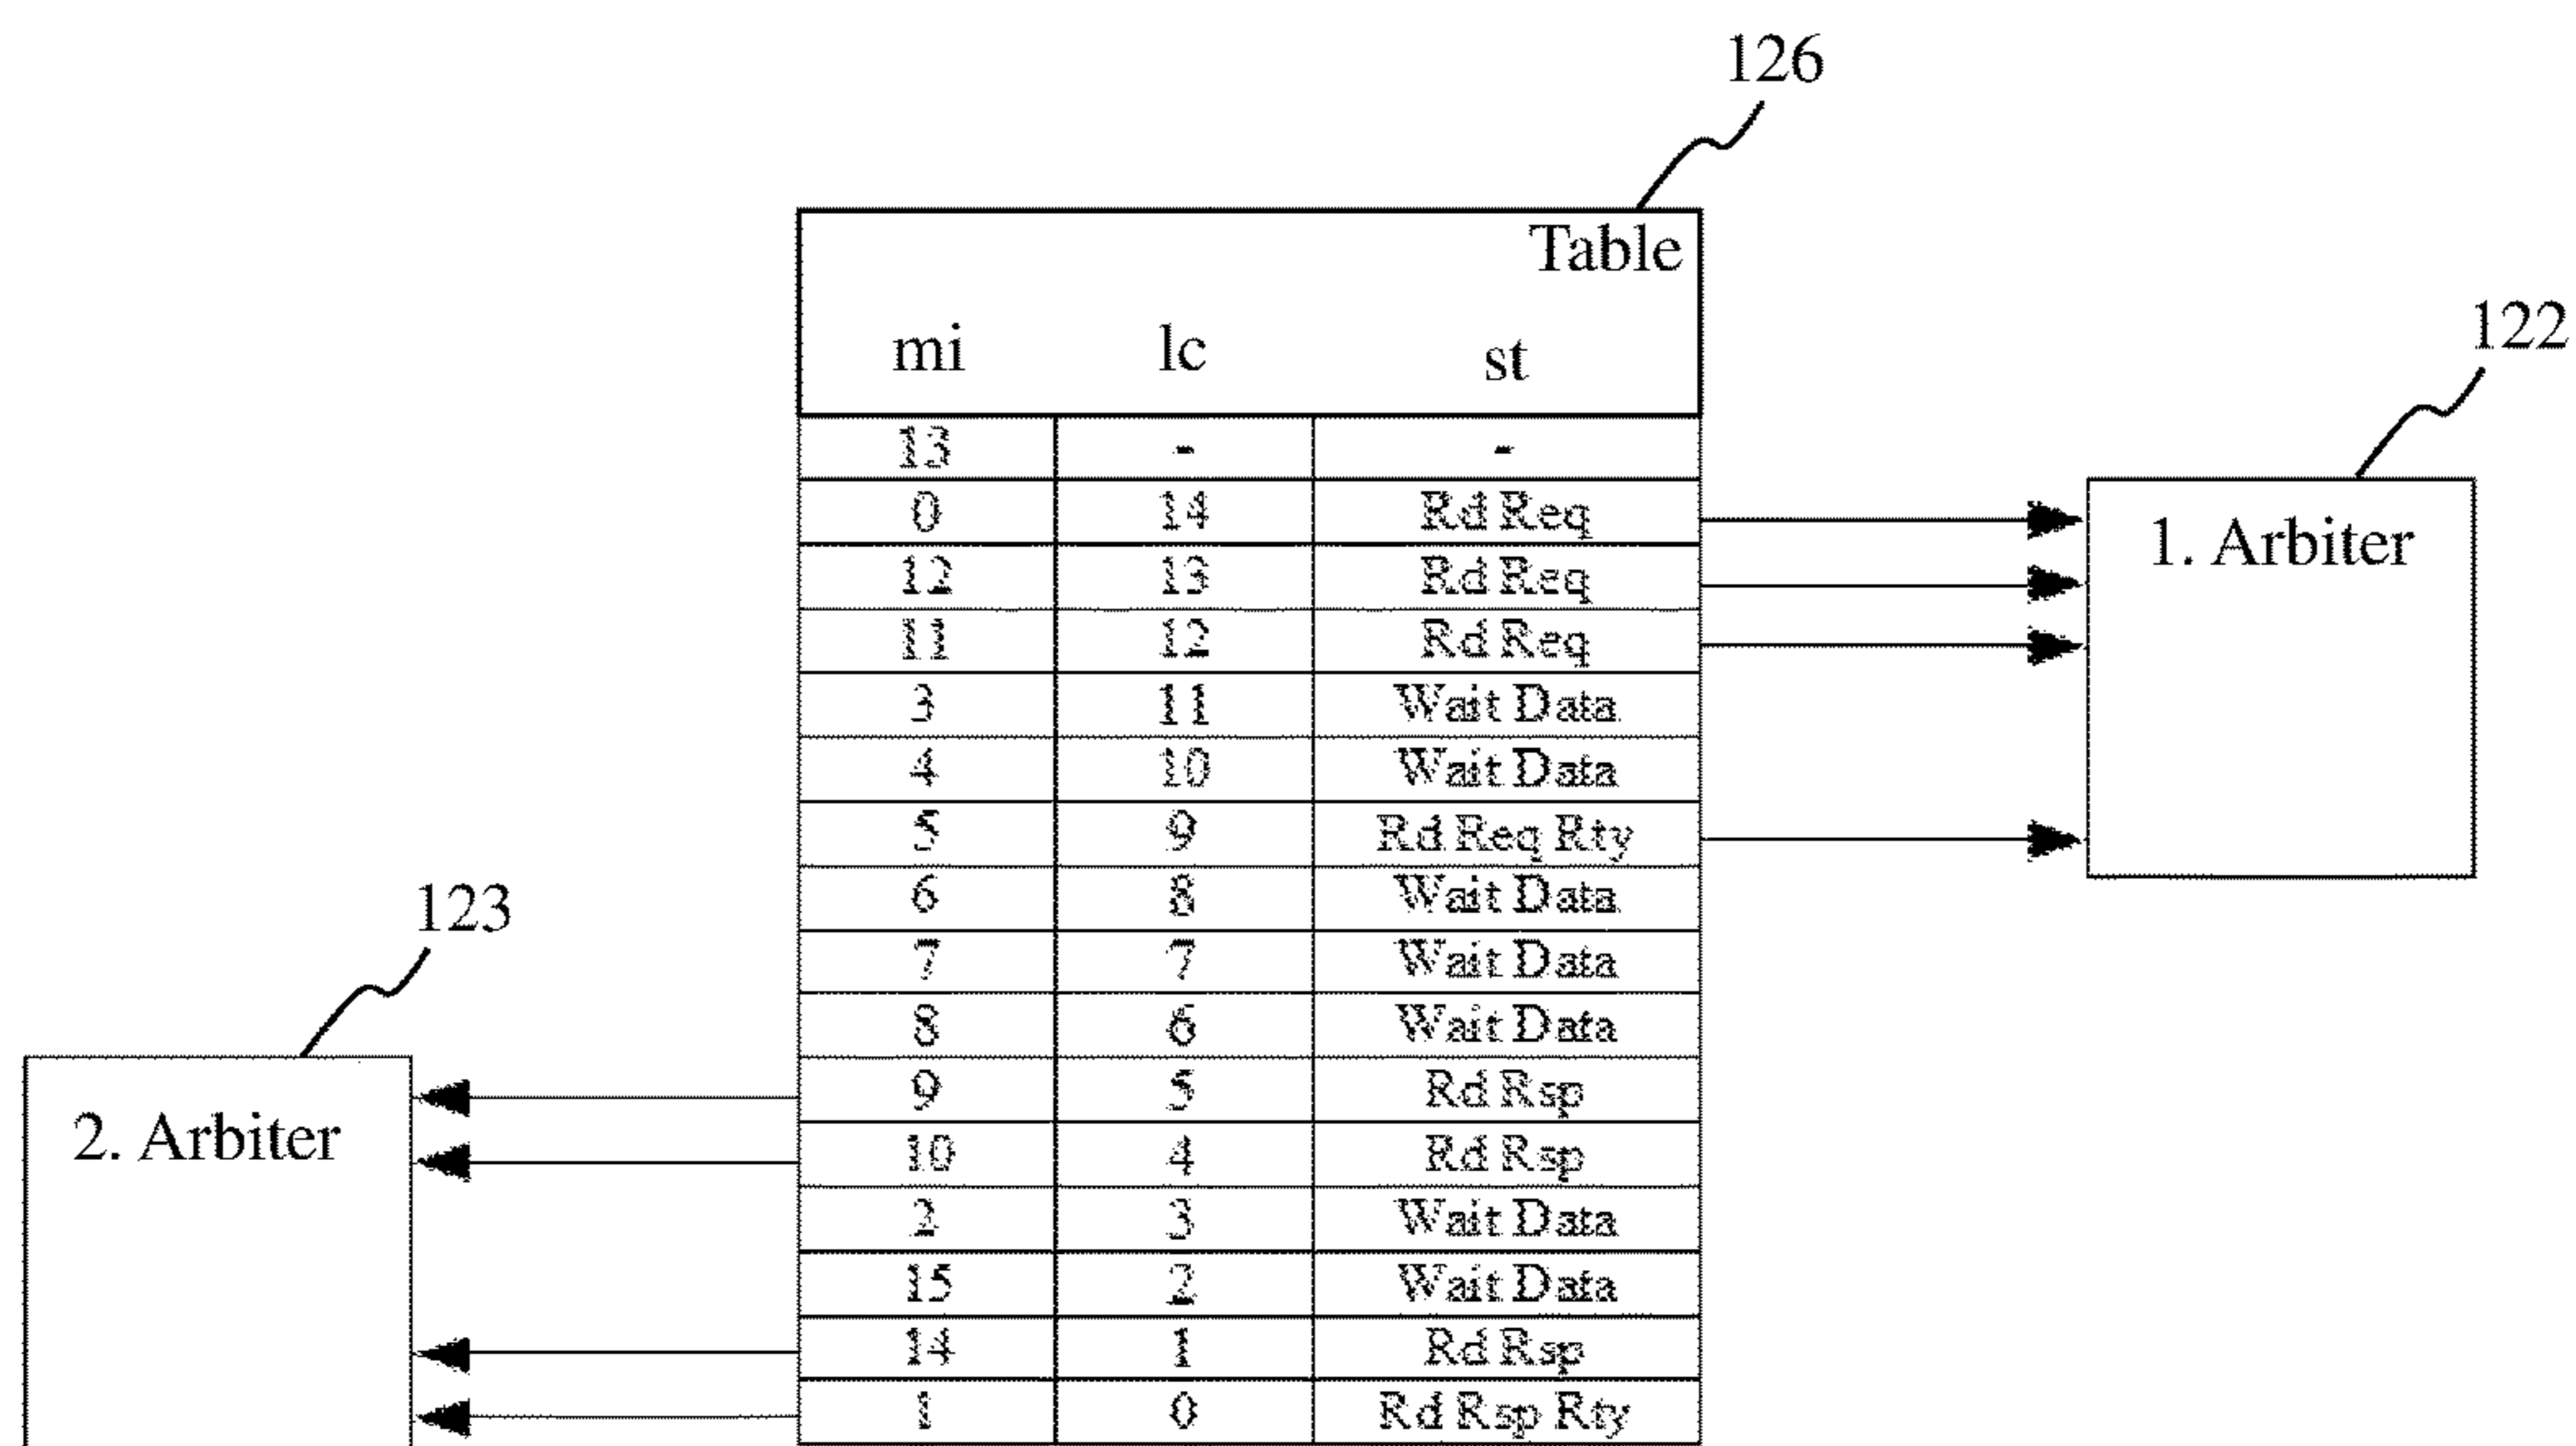 126
Table
mi lc st
122
13 - -
0 14 Rd Req
1. Arbiter
12 13 Rd Req
11 12 Rd Req
3 11 Wait Data
4 10 Wait Data
5 9 Rd Req Rty
6 8 Wait Data
123
7 7 Wait Data
8 6 Wait Data
9 5 Rd Rsp
2. Arbiter
10 4 Rd Rsp
2 3 Wait Data
15 2 Wait Data
14 1 Rd Rsp
1 0 Rd Rsp Rty